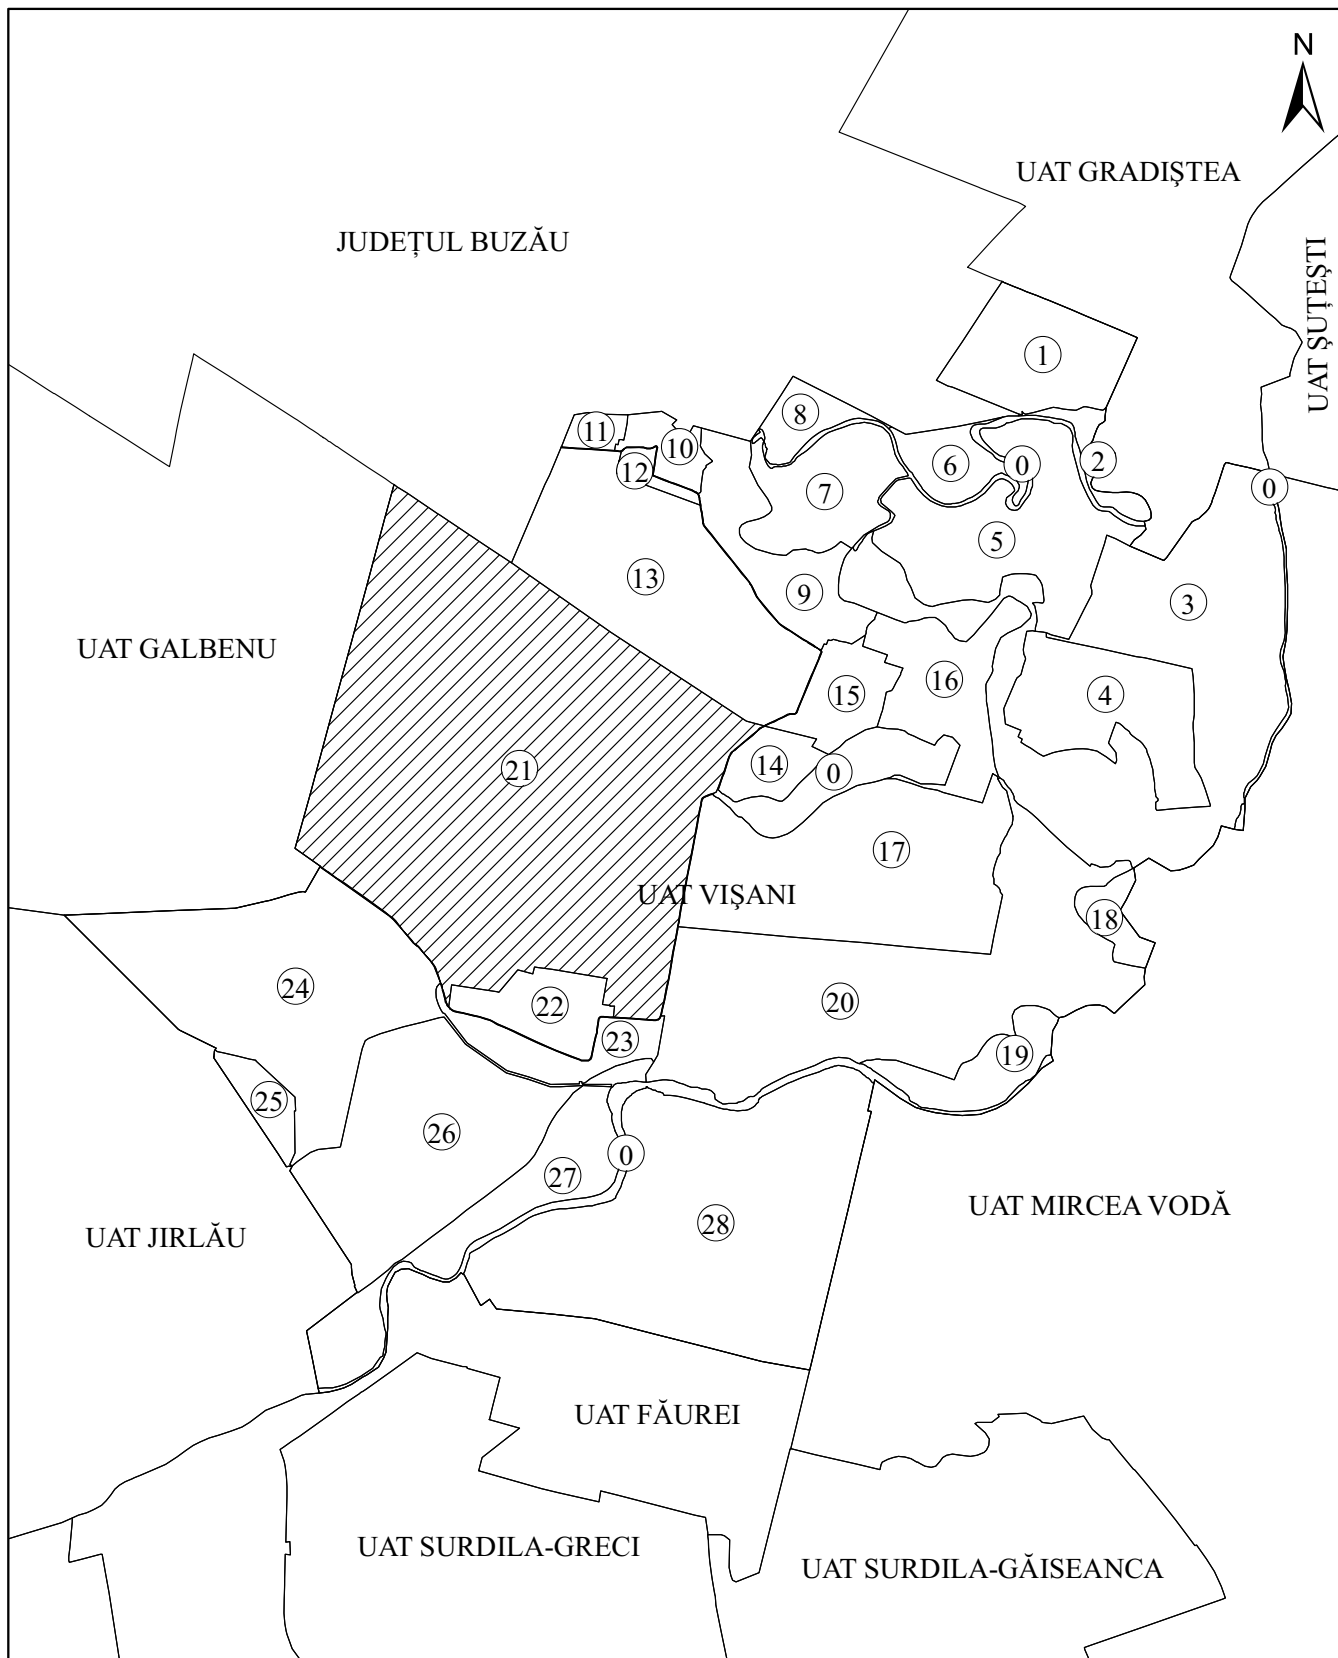 N
UAT GRADIŞTEA
JUDEȚUL BUZĂU
UAT ŞUȚEŞTI
1
8
11
10
12
6
0
2
7
0
5
13
9
3
UAT GALBENU
15
16
4
21
14
0
17
UAT VIŞANI
18
24
22
20
23
19
25
26
0
27
UAT MIRCEA VODĂ
28
UAT JIRLĂU
UAT FĂUREI
UAT SURDILA-GRECI
UAT SURDILA-GĂISEANCA